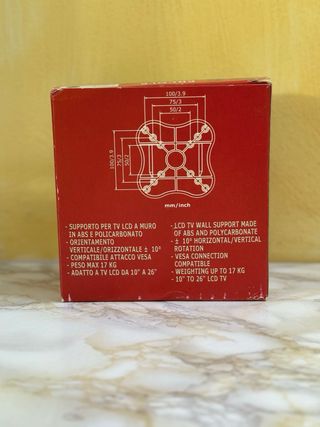 100/3.9
75/3
50/2
100/3.9
75/3
50/2
mm/inch
- SUPPORTO PER TV LCD A MURO
IN ABS E POLICARBONATO
- ORIENTAMENTO
VERTICALE/ORIZZONTALE ± 10°
- COMPATIBILE ATTACCO VESA
- PESO MAX 17 KG
- ADATTO A TV LCD DA 10" A 26"
- LCD TV WALL SUPPORT MADE
OF ABS AND POLYCARBONATE
- ± 10° HORIZONTAL/VERTICAL
ROTATION
- VESA CONNECTION
COMPATIBLE
- WEIGHTING UP TO 17 KG
- 10" TO 26" LCD TV